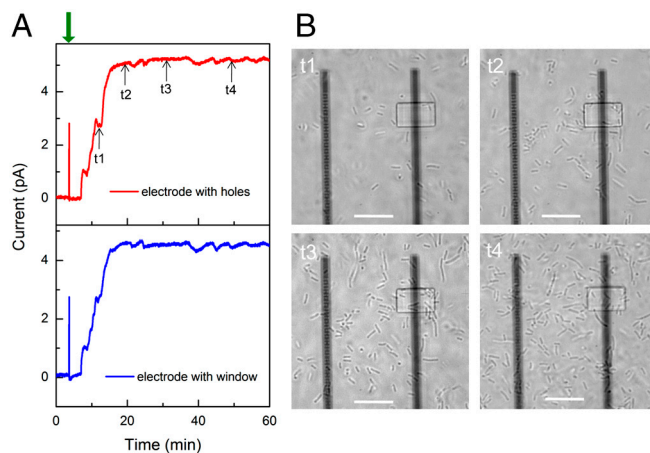 A
B
4
2
0
t1
t2
t3
t4
electrode with holes
Current (pA)
4
2
0
electrode with window
0
20
40
60
Time (min)
t1
t2
t3
t4